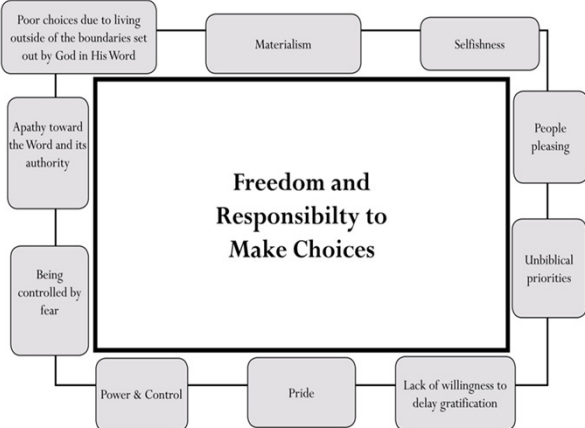 Poor choices due to living
outside of the boundaries set
out by God in His Word
Materialism
Selfishness
People
pleasing
Unbiblical
priorities
Lack of willingness to
delay gratification
Pride
Power & Control
Being
controlled by
fear
Apathy toward
the Word and its
authority
Freedom and
Responsibilty to
Make Choices